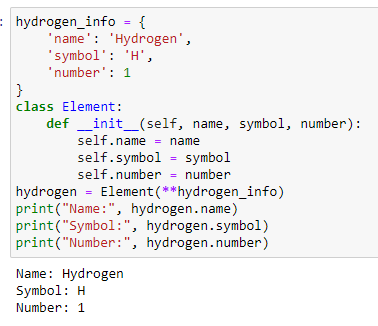 :
hydrogen_info = {
    'name': 'Hydrogen',
    'symbol': 'H',
    'number': 1
}
class Element:
    def __init__(self, name, symbol, number):
        self.name = name
        self.symbol = symbol
        self.number = number
hydrogen = Element(**hydrogen_info)
print("Name:", hydrogen.name)
print("Symbol:", hydrogen.symbol)
print("Number:", hydrogen.number)
Name: Hydrogen
Symbol: H
Number: 1